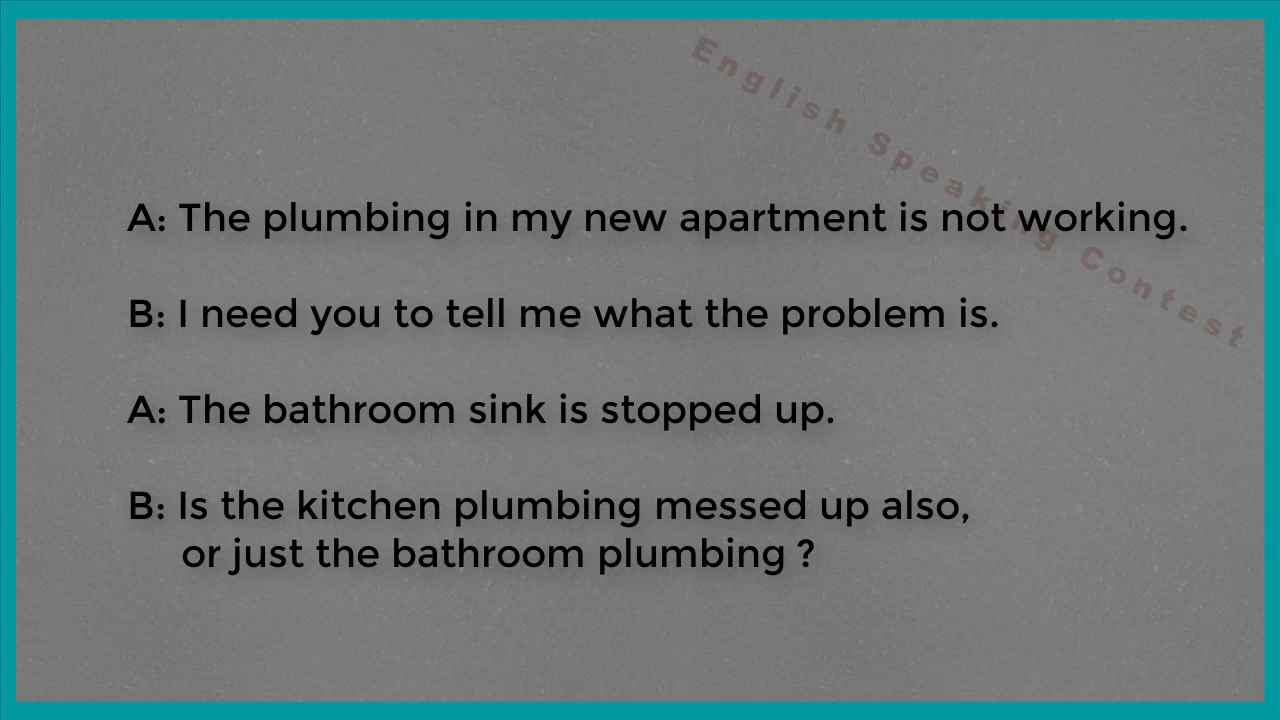 English Speaking Contest
A: The plumbing in my new apartment is not working.
B: I need you to tell me what the problem is.
A: The bathroom sink is stopped up.
B: Is the kitchen plumbing messed up also,
or just the bathroom plumbing ?